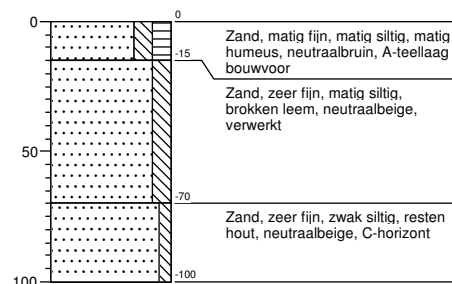 0
0
Zand, matig fijn, matig siltig, matig
humeus, neutraalbruin, A-teellaag
bouwvoor
-15
Zand, zeer fijn, matig siltig,
brokken leem, neutraalbeige,
verwerkt
50
-70
Zand, zeer fijn, zwak siltig, resten
hout, neutraalbeige, C-horizont
-100
100